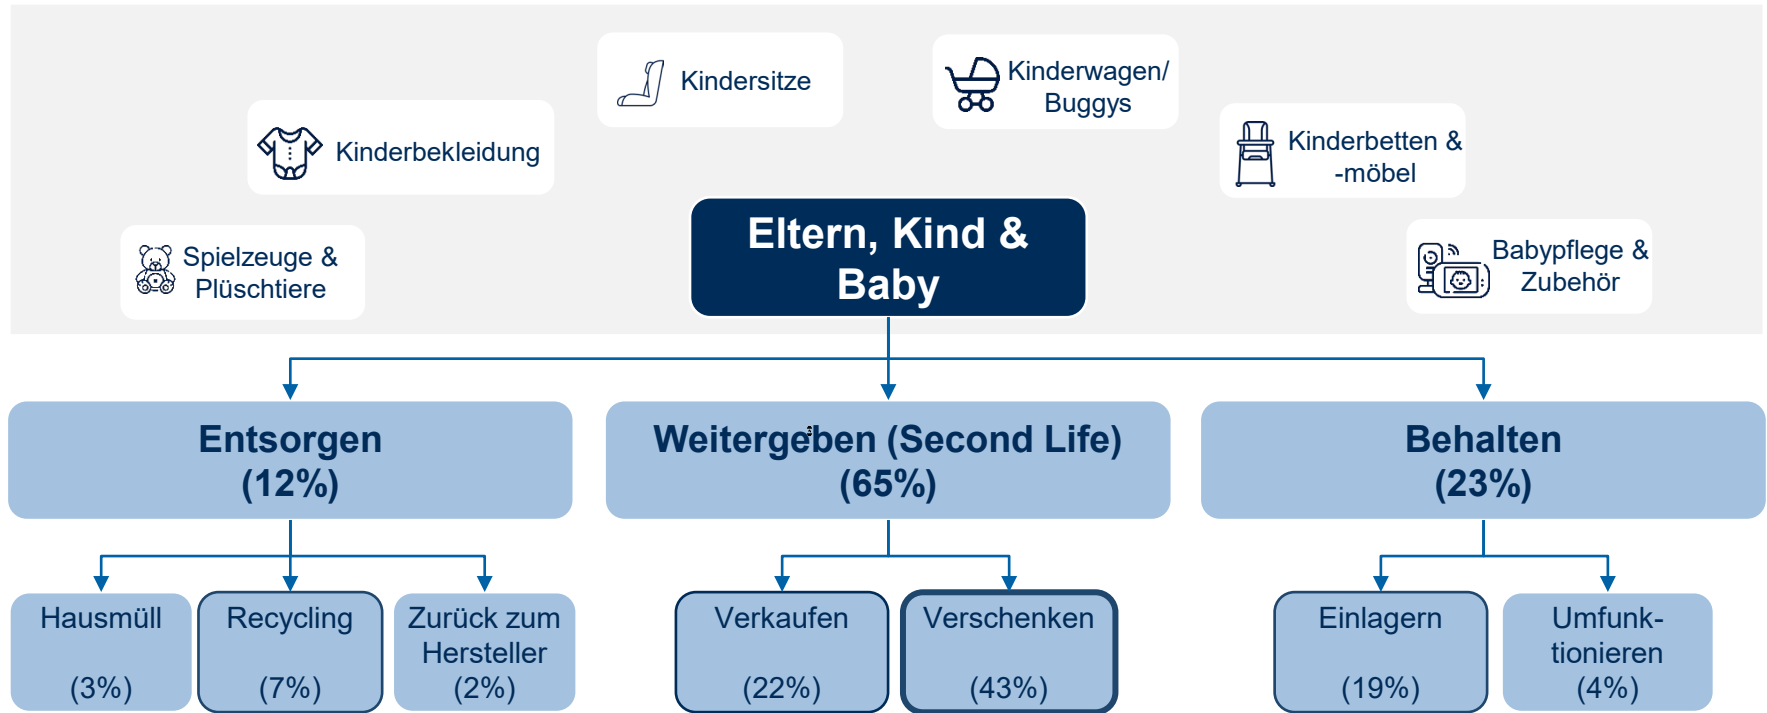 Kindersitze
Kinderwagen/
Buggys
Kinderbekleidung
Kinderbetten &
-möbel
Spielzeuge &
Plüschtiere
Eltern, Kind &
Baby
Babypflege &
Zubehör
Entsorgen
(12%)
Weitergeben (Second Life)
(65%)
Behalten
(23%)
Hausmüll
(3%)
Recycling
(7%)
Zurück zum
Hersteller
(2%)
Verkaufen
(22%)
Verschenken
(43%)
Einlagern
(19%)
Umfunk-
tionieren
(4%)